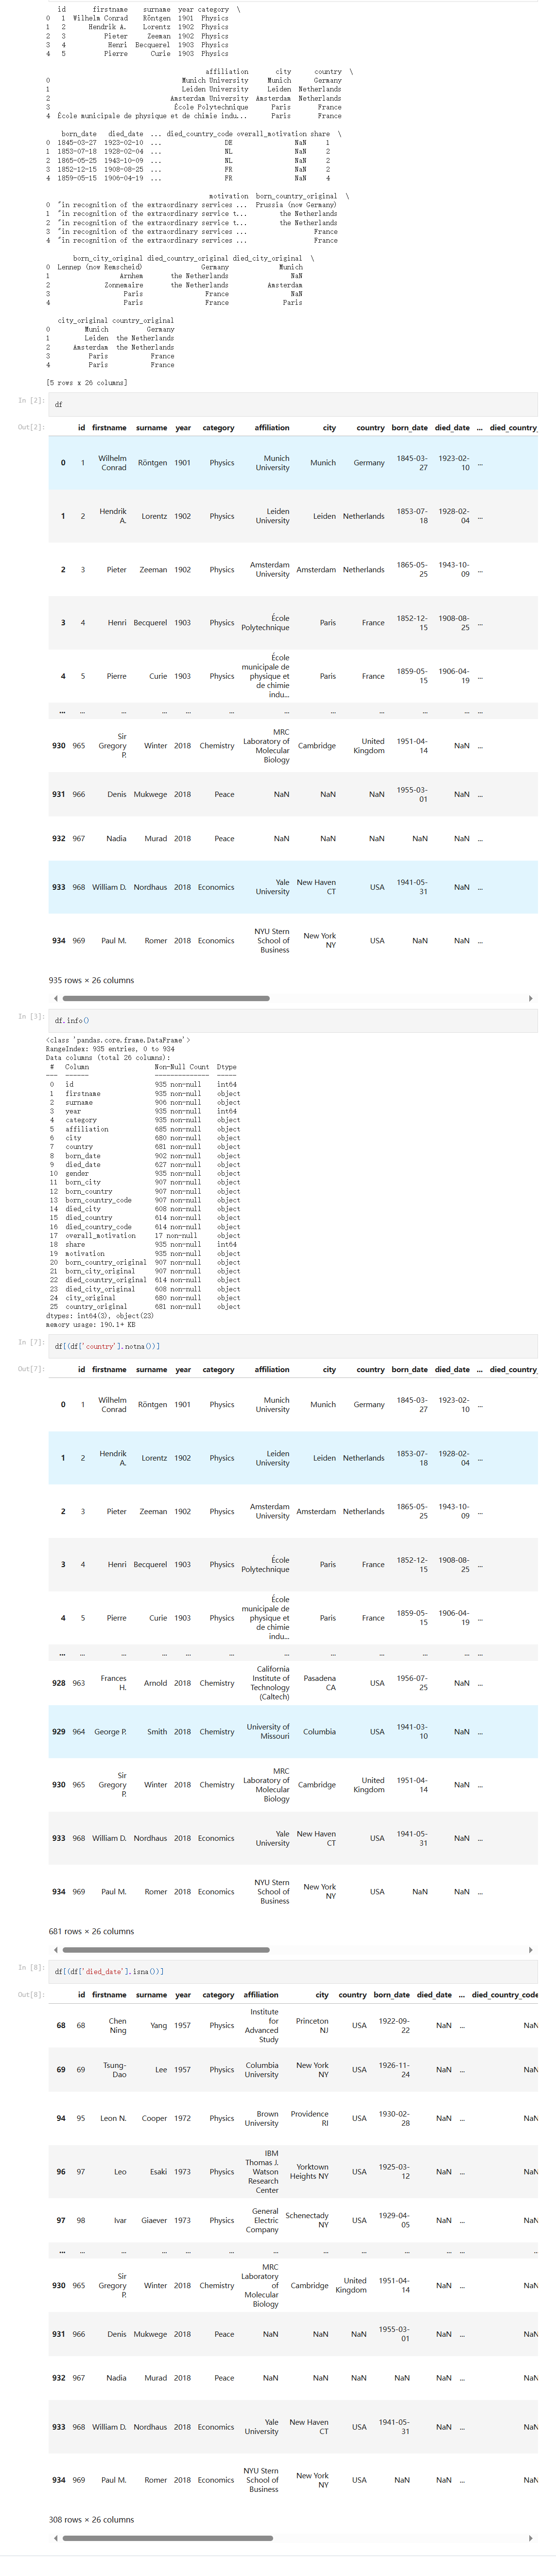 id       firstname    surname  year category  \
0   1  Wilhelm Conrad    Röntgen  1901  Physics
1   2      Hendrik A.    Lorentz  1902  Physics
2   3          Pieter     Zeeman  1902  Physics
3   4           Henri  Becquerel  1903  Physics
4   5          Pierre      Curie  1903  Physics
affiliation       city      country  \
0  Munich University     Munich      Germany
1  Leiden University     Leiden  Netherlands
2  Amsterdam University  Amsterdam  Netherlands
3  École Polytechnique      Paris       France
4  École municipale de physique et de chimie indu...      Paris       France
born_date   died_date  ... died_country_code overall_motivation share  \
0  1845-03-27  1923-02-10  ...                DE                NaN     1
1  1853-07-18  1928-02-04  ...                NL                NaN     2
2  1865-05-25  1943-10-09  ...                NL                NaN     2
3  1852-12-15  1908-08-25  ...                FR                NaN     2
4  1859-05-15  1906-04-19  ...                FR                NaN     4
motivation  born_country_original  \
0  "in recognition of the extraordinary services ...  Prussia (now Germany)
1  "in recognition of the extraordinary service t...        the Netherlands
2  "in recognition of the extraordinary service t...        the Netherlands
3  "in recognition of the extraordinary services ...                 France
4  "in recognition of the extraordinary services ...                 France
born_city_original died_country_original died_city_original  \
0  Lennep (now Remscheid)               Germany             Munich
1                  Arnhem       the Netherlands                NaN
2              Zonnemaire       the Netherlands          Amsterdam
3                   Paris                France                NaN
4                   Paris                France              Paris
city_original country_original
0        Munich          Germany
1        Leiden  the Netherlands
2     Amsterdam  the Netherlands
3         Paris           France
4         Paris           France
[5 rows x 26 columns]
In [2]: df
Out[2]: id firstname surname year category affiliation city country born_date died_date ... died_country_
0 1 Wilhelm Conrad Röntgen 1901 Physics Munich University Munich Germany 1845-03-27 1923-02-10 ...
1 2 Hendrik A. Lorentz 1902 Physics Leiden University Leiden Netherlands 1853-07-18 1928-02-04 ...
2 3 Pieter Zeeman 1902 Physics Amsterdam University Amsterdam Netherlands 1865-05-25 1943-10-09 ...
3 4 Henri Becquerel 1903 Physics École Polytechnique Paris France 1852-12-15 1908-08-25 ...
4 5 Pierre Curie 1903 Physics École municipale de physique et de chimie indu... Paris France 1859-05-15 1906-04-19 ...
... ... ... ... ... ... ... ... ... ... ... ...
930 965 Sir Gregory P. Winter 2018 Chemistry MRC Laboratory of Molecular Biology Cambridge United Kingdom 1951-04-14 NaN ...
931 966 Denis Mukwege 2018 Peace NaN NaN NaN 1955-03-01 NaN ...
932 967 Nadia Murad 2018 Peace NaN NaN NaN NaN NaN ...
933 968 William D. Nordhaus 2018 Economics Yale University New Haven CT USA 1941-05-31 NaN ...
934 969 Paul M. Romer 2018 Economics NYU Stern School of Business New York NY USA NaN NaN ...
935 rows × 26 columns
In [3]: df.info()
<class 'pandas.core.frame.DataFrame'>
RangeIndex: 935 entries, 0 to 934
Data columns (total 26 columns):
 #   Column                 Non-Null Count  Dtype
---  ------                 --------------  -----
 0   id                     935 non-null    int64
 1   firstname              935 non-null    object
 2   surname                906 non-null    object
 3   year                   935 non-null    int64
 4   category               935 non-null    object
 5   affiliation            685 non-null    object
 6   city                   680 non-null    object
 7   country                681 non-null    object
 8   born_date              902 non-null    object
 9   died_date              627 non-null    object
 10  gender                 935 non-null    object
 11  born_city              907 non-null    object
 12  born_country           907 non-null    object
 13  born_country_code      907 non-null    object
 14  died_city              608 non-null    object
 15  died_country           614 non-null    object
 16  died_country_code      614 non-null    object
 17  overall_motivation     17 non-null     object
 18  share                  935 non-null    int64
 19  motivation             935 non-null    object
 20  born_country_original  907 non-null    object
 21  born_city_original     907 non-null    object
 22  died_country_original  614 non-null    object
 23  died_city_original     608 non-null    object
 24  city_original          680 non-null    object
 25  country_original       681 non-null    object
dtypes: int64(3), object(23)
memory usage: 190.1+ KB
In [7]: df[(df['country'].notna())]
Out[7]: id firstname surname year category affiliation city country born_date died_date ... died_country_
0 1 Wilhelm Conrad Röntgen 1901 Physics Munich University Munich Germany 1845-03-27 1923-02-10 ...
1 2 Hendrik A. Lorentz 1902 Physics Leiden University Leiden Netherlands 1853-07-18 1928-02-04 ...
2 3 Pieter Zeeman 1902 Physics Amsterdam University Amsterdam Netherlands 1865-05-25 1943-10-09 ...
3 4 Henri Becquerel 1903 Physics École Polytechnique Paris France 1852-12-15 1908-08-25 ...
4 5 Pierre Curie 1903 Physics École municipale de physique et de chimie indu... Paris France 1859-05-15 1906-04-19 ...
... ... ... ... ... ... ... ... ... ... ... ...
928 963 Frances H. Arnold 2018 Chemistry California Institute of Technology (Caltech) Pasadena CA USA 1956-07-25 NaN ...
929 964 George P. Smith 2018 Chemistry University of Missouri Columbia USA 1941-03-10 NaN ...
930 965 Sir Gregory P. Winter 2018 Chemistry MRC Laboratory of Molecular Biology Cambridge United Kingdom 1951-04-14 NaN ...
933 968 William D. Nordhaus 2018 Economics Yale University New Haven CT USA 1941-05-31 NaN ...
934 969 Paul M. Romer 2018 Economics NYU Stern School of Business New York NY USA NaN NaN ...
681 rows × 26 columns
In [8]: df[(df['died_date'].isna())]
Out[8]: id firstname surname year category affiliation city country born_date died_date ... died_country_code
68 68 Chen Ning Yang 1957 Physics Institute for Advanced Study Princeton NJ USA 1922-09-22 NaN ... NaN
69 69 Tsung-Dao Lee 1957 Physics Columbia University New York NY USA 1926-11-24 NaN ... NaN
94 95 Leon N. Cooper 1972 Physics Brown University Providence RI USA 1930-02-28 NaN ... NaN
96 97 Leo Esaki 1973 Physics IBM Thomas J. Watson Research Center Yorktown Heights NY USA 1925-03-12 NaN ... NaN
97 98 Ivar Giaever 1973 Physics General Electric Company Schenectady NY USA 1929-04-05 NaN ... NaN
... ... ... ... ... ... ... ... ... ... ... ...
930 965 Sir Gregory P. Winter 2018 Chemistry MRC Laboratory of Molecular Biology Cambridge United Kingdom 1951-04-14 NaN ... NaN
931 966 Denis Mukwege 2018 Peace NaN NaN NaN 1955-03-01 NaN ... NaN
932 967 Nadia Murad 2018 Peace NaN NaN NaN NaN NaN ... NaN
933 968 William D. Nordhaus 2018 Economics Yale University New Haven CT USA 1941-05-31 NaN ... NaN
934 969 Paul M. Romer 2018 Economics NYU Stern School of Business New York NY USA NaN NaN ... NaN
308 rows × 26 columns